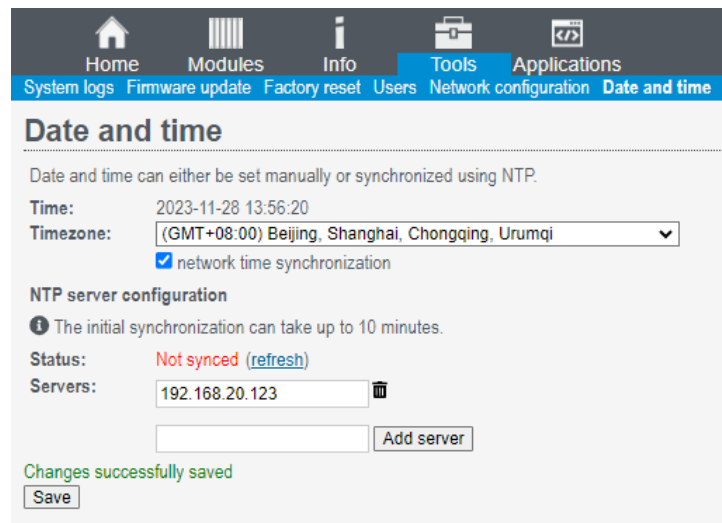 Home Modules Info Tools Applications
System logs Firmware update Factory reset Users Network configuration Date and time
Date and time
Date and time can either be set manually or synchronized using NTP.
Time: 2023-11-28 13:56:20
Timezone: (GMT+08:00) Beijing, Shanghai, Chongqing, Urumqi
network time synchronization
NTP server configuration
The initial synchronization can take up to 10 minutes.
Status: Not synced (refresh)
Servers: 192.168.20.123
Add server
Changes successfully saved
Save